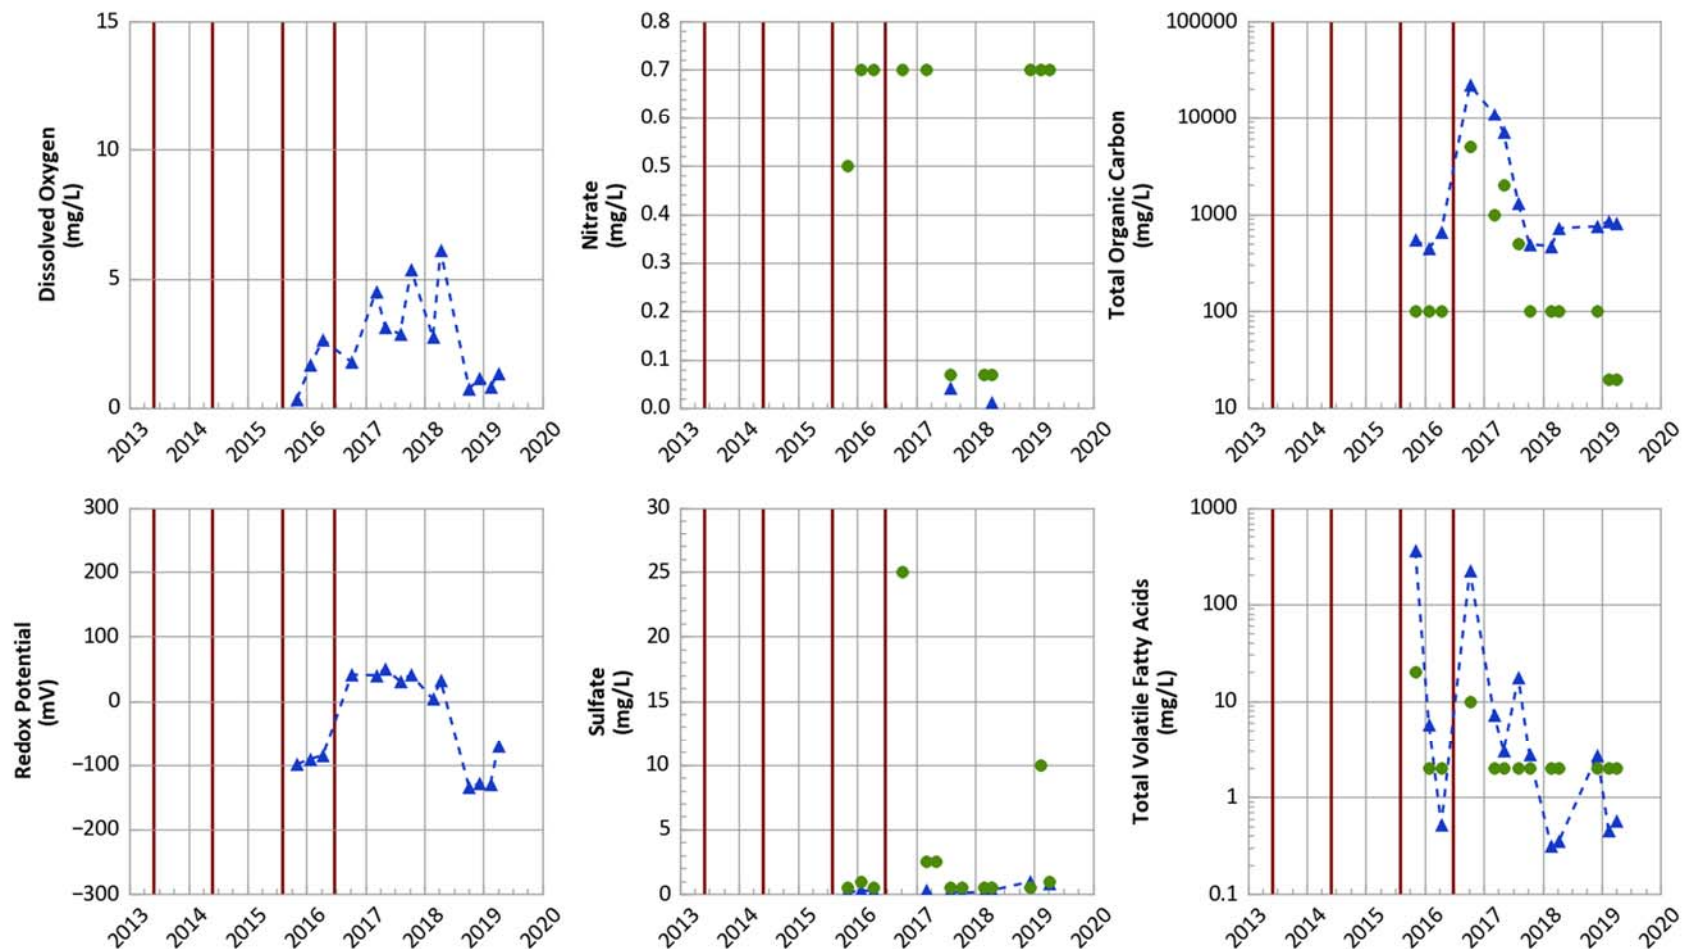 Dissolved Oxygen
(mg/L)
15
10
5
0
2013 2014 2015 2016 2017 2018 2019 2020
Nitrate
(mg/L)
0.8
0.7
0.6
0.5
0.4
0.3
0.2
0.1
0.0
2013 2014 2015 2016 2017 2018 2019 2020
Total Organic Carbon
(mg/L)
100000
10000
1000
100
10
2013 2014 2015 2016 2017 2018 2019 2020
Redox Potential
(mV)
300
200
100
0
−100
−200
−300
2013 2014 2015 2016 2017 2018 2019 2020
Sulfate
(mg/L)
30
25
20
15
10
5
0
2013 2014 2015 2016 2017 2018 2019 2020
Total Volatile Fatty Acids
(mg/L)
1000
100
10
1
0.1
2013 2014 2015 2016 2017 2018 2019 2020